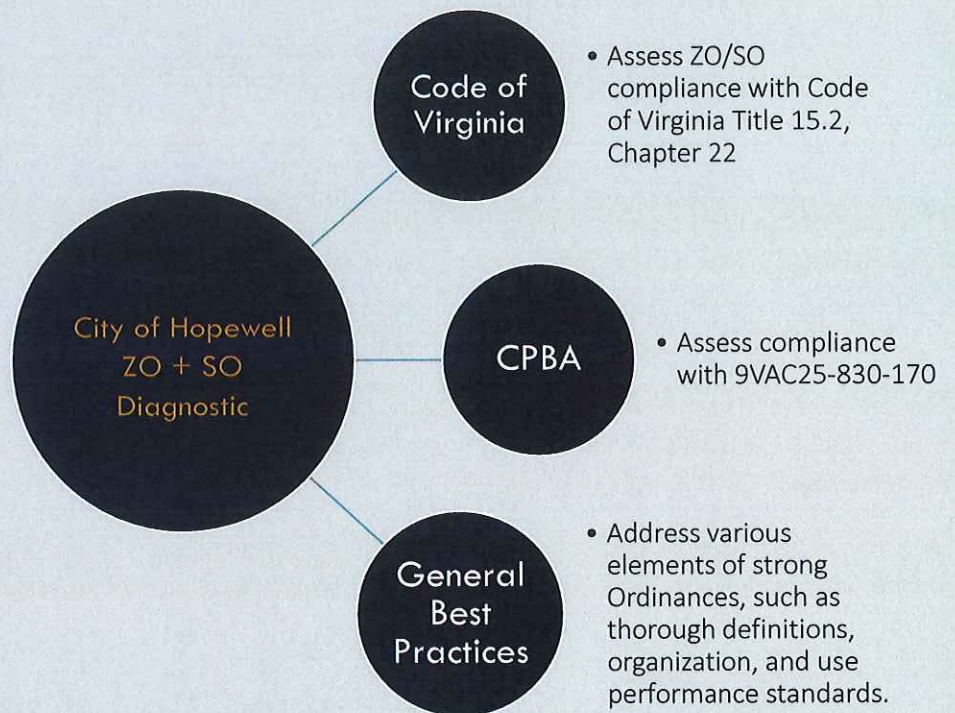 Code of
Virginia
• Assess ZO/SO
compliance with Code
of Virginia Title 15.2,
Chapter 22
City of Hopewell
ZO + SO
Diagnostic
CPBA
• Assess compliance
with 9VAC25-830-170
General
Best
Practices
• Address various
elements of strong
Ordinances, such as
thorough definitions,
organization, and use
performance standards.